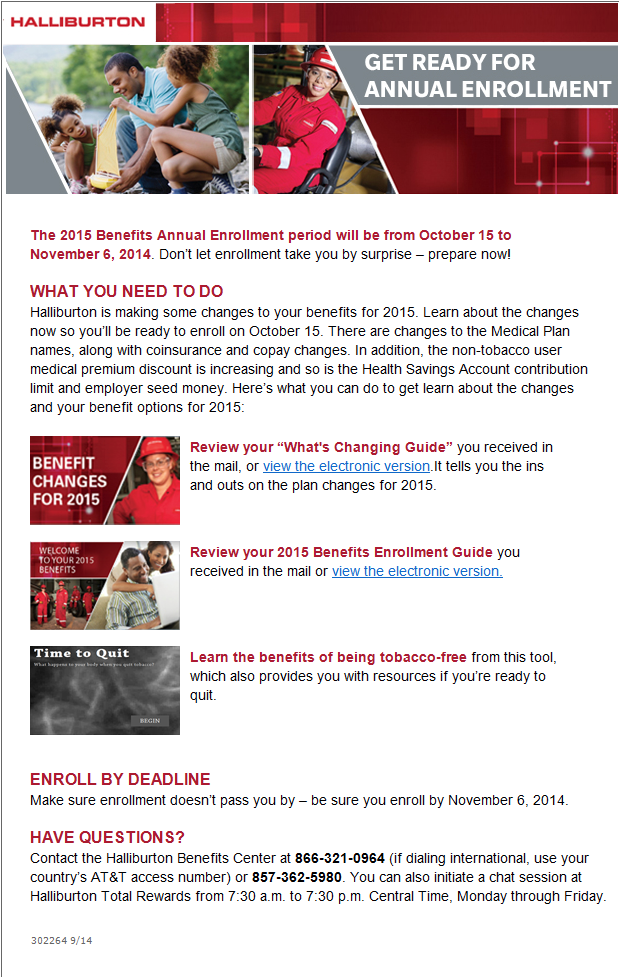 HALLIBURTON
GET READY FOR
ANNUAL ENROLLMENT
The 2015 Benefits Annual Enrollment period will be from October 15 to
November 6, 2014. Don’t let enrollment take you by surprise – prepare now!
WHAT YOU NEED TO DO
Halliburton is making some changes to your benefits for 2015. Learn about the changes
now so you’ll be ready to enroll on October 15. There are changes to the Medical Plan
names, along with coinsurance and copay changes. In addition, the non-tobacco user
medical premium discount is increasing and so is the Health Savings Account contribution
limit and employer seed money. Here’s what you can do to get learn about the changes
and your benefit options for 2015:
BENEFIT
CHANGES
FOR 2015
Review your “What's Changing Guide” you received in
the mail, or view the electronic version.It tells you the ins
and outs on the plan changes for 2015.
WELCOME
TO YOUR 2015
BENEFITS
Review your 2015 Benefits Enrollment Guide you
received in the mail or view the electronic version.
Time to Quit
What happens to your body when you quit tobacco?
BEGIN
Learn the benefits of being tobacco-free from this tool,
which also provides you with resources if you’re ready to
quit.
ENROLL BY DEADLINE
Make sure enrollment doesn’t pass you by – be sure you enroll by November 6, 2014.
HAVE QUESTIONS?
Contact the Halliburton Benefits Center at 866-321-0964 (if dialing international, use your
country’s AT&T access number) or 857-362-5980. You can also initiate a chat session at
Halliburton Total Rewards from 7:30 a.m. to 7:30 p.m. Central Time, Monday through Friday.
302264 9/14